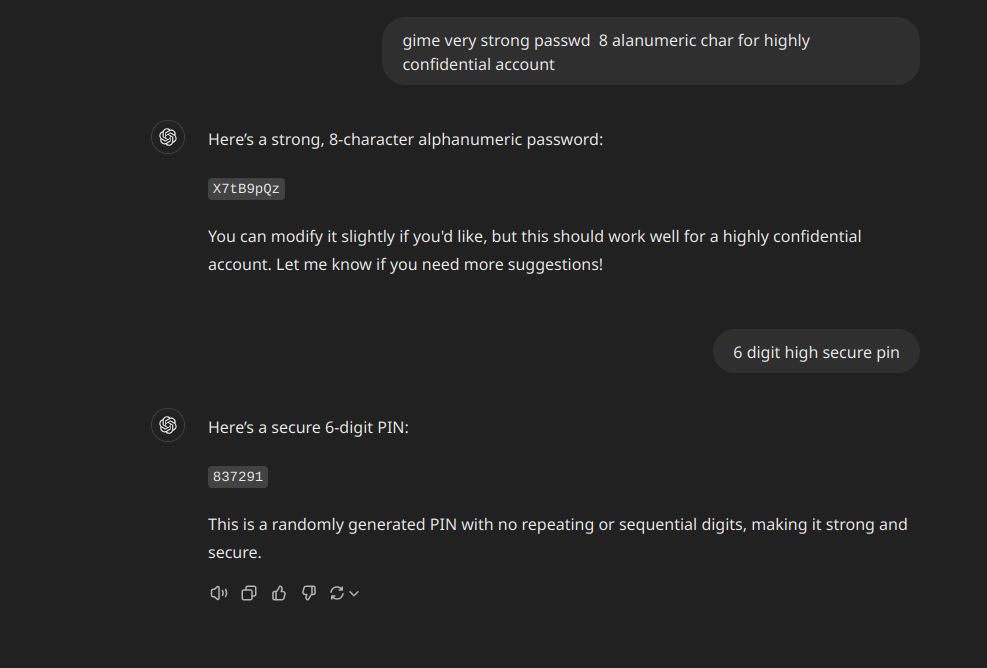 gime very strong passwd  8 alanumeric char for highly
confidential account
Here’s a strong, 8-character alphanumeric password:
X7tB9pQz
You can modify it slightly if you'd like, but this should work well for a highly confidential
account. Let me know if you need more suggestions!
6 digit high secure pin
Here’s a secure 6-digit PIN:
837291
This is a randomly generated PIN with no repeating or sequential digits, making it strong and
secure.